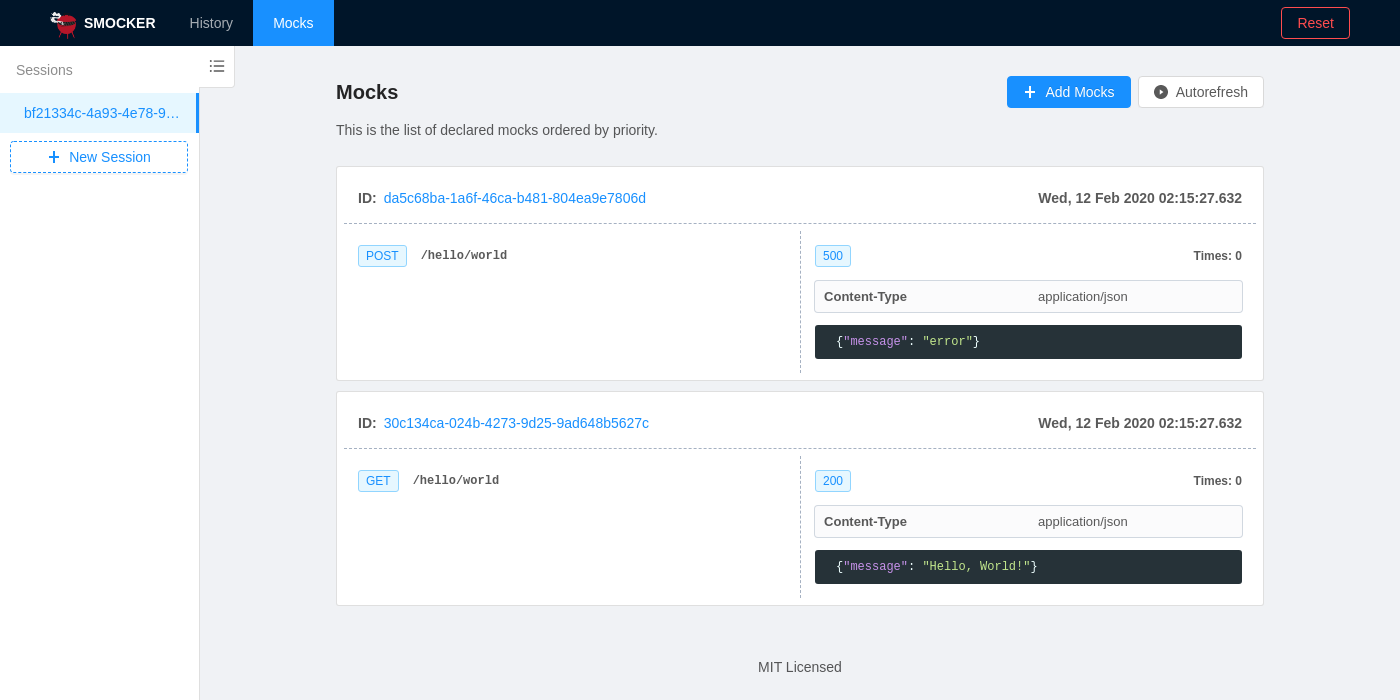 SMOCKER
History
Mocks
Reset
Sessions
bf21334c-4a93-4e78-9…
New Session
Mocks
Add Mocks
Autorefresh
This is the list of declared mocks ordered by priority.
ID: da5c68ba-1a6f-46ca-b481-804ea9e7806d
Wed, 12 Feb 2020 02:15:27.632
POST /hello/world
500
Times: 0
Content-Type application/json
{"message": "error"}
ID: 30c134ca-024b-4273-9d25-9ad648b5627c
Wed, 12 Feb 2020 02:15:27.632
GET /hello/world
200
Times: 0
Content-Type application/json
{"message": "Hello, World!"}
MIT Licensed